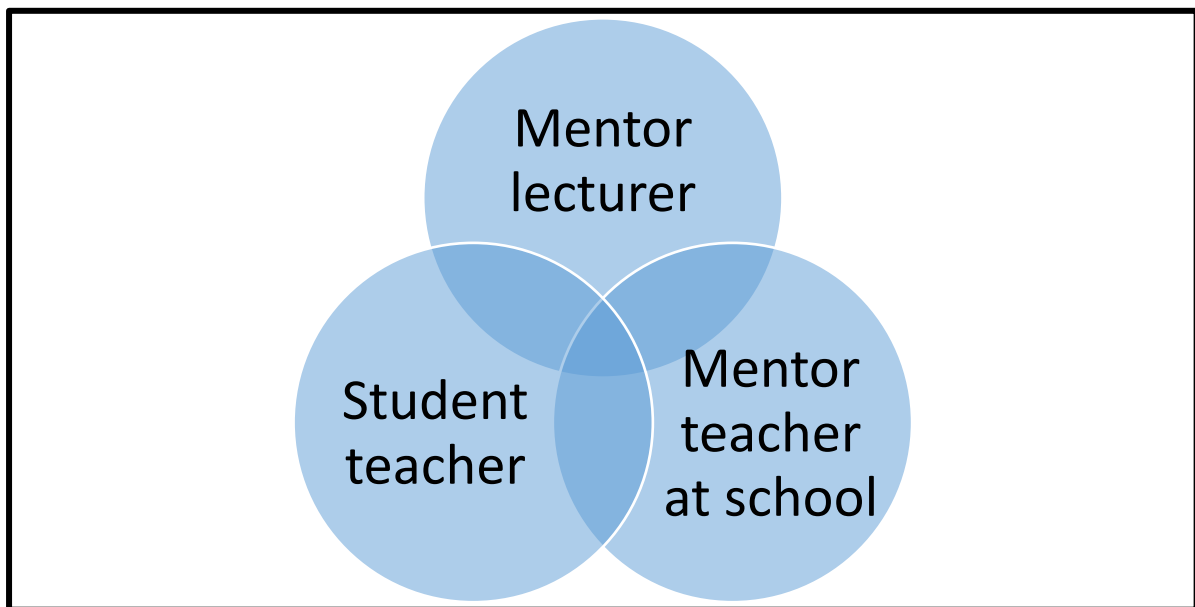 Mentor
lecturer
Student
teacher
Mentor
teacher
at school